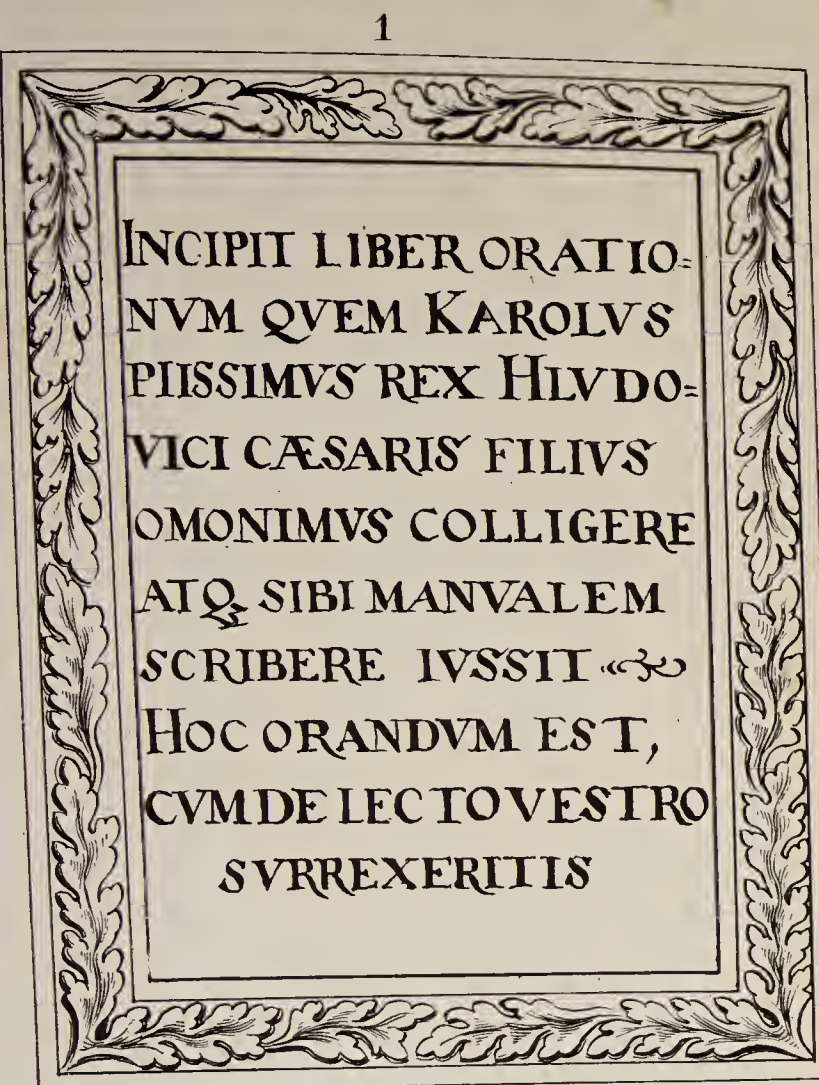 1
INCIPIT LIBER ORATIO=
NVM QVEM KAROLVS
PIISSIMVS REX HLVDO=
VICI CÆSARIS FILIVS
OMONIMVS COLLIGERE
ATQ; SIBI MANVALEM
SCRIBERE IVSSIT
HOC ORANDVM EST,
CVM DE LECTO VESTRO
SVRREXERITIS